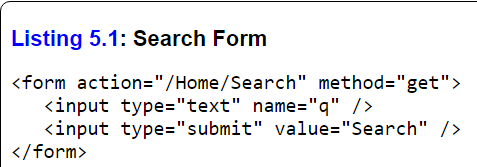 Listing 5.1: Search Form
<form action="/Home/Search" method="get">
   <input type="text" name="q" />
   <input type="submit" value="Search" />
</form>